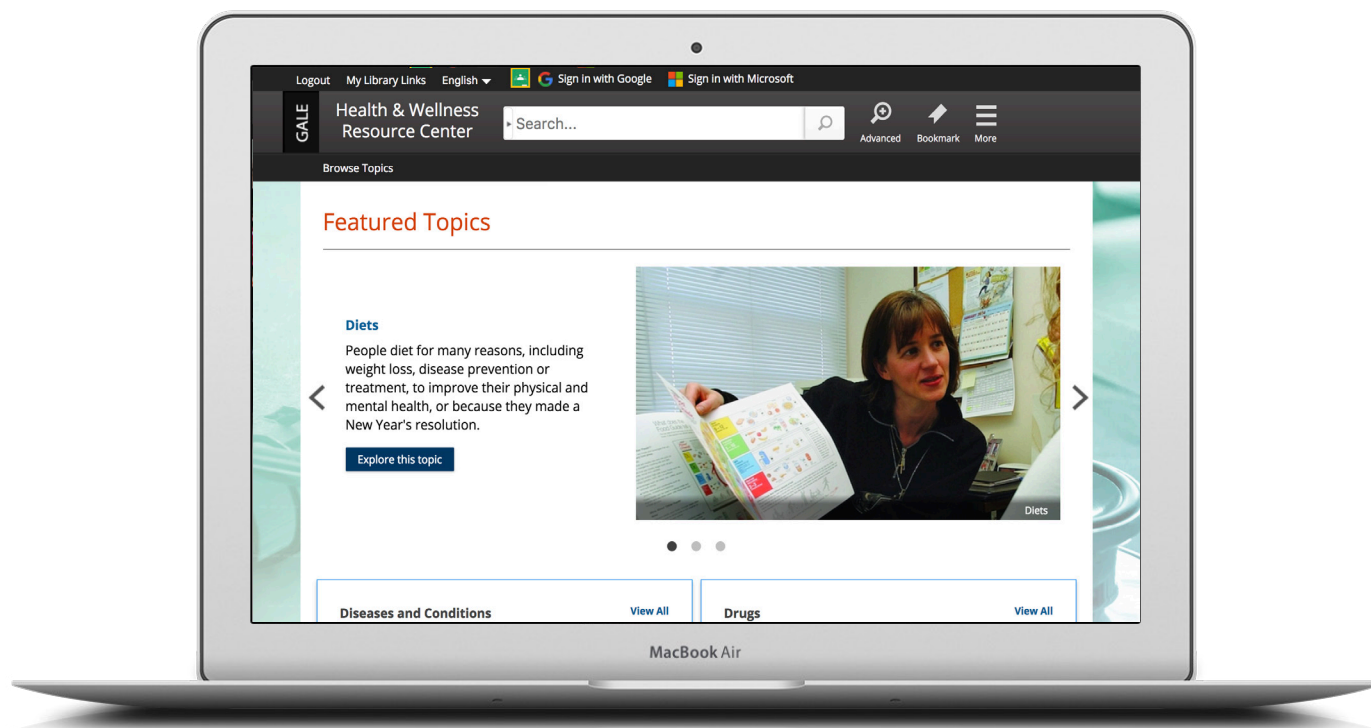 Logout My Library Links English Sign in with Google Sign in with Microsoft
GALE
Health & Wellness
Resource Center
Search...
Advanced Bookmark More
Browse Topics
Featured Topics
Diets
People diet for many reasons, including
weight loss, disease prevention or
treatment, to improve their physical and
mental health, or because they made a
New Year's resolution.
Explore this topic
Diets
Diseases and Conditions View All
Drugs View All
MacBook Air